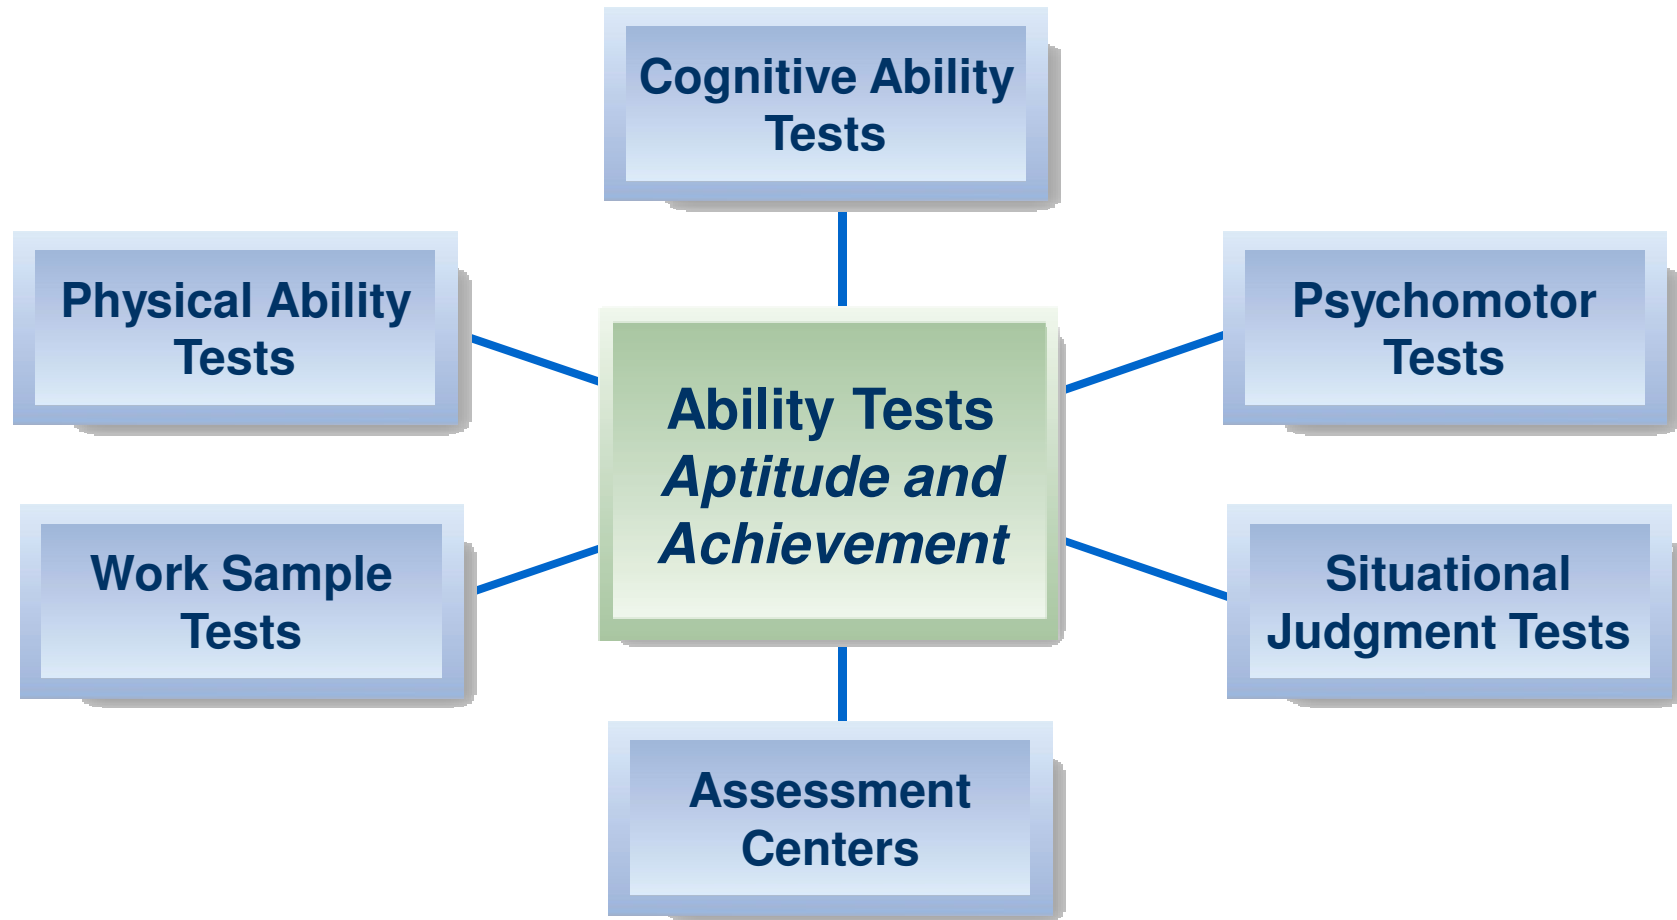 Cognitive Ability
Tests
Physical Ability
Tests
Psychomotor
Tests
Ability Tests
Aptitude and
Achievement
Work Sample
Tests
Situational
Judgment Tests
Assessment
Centers